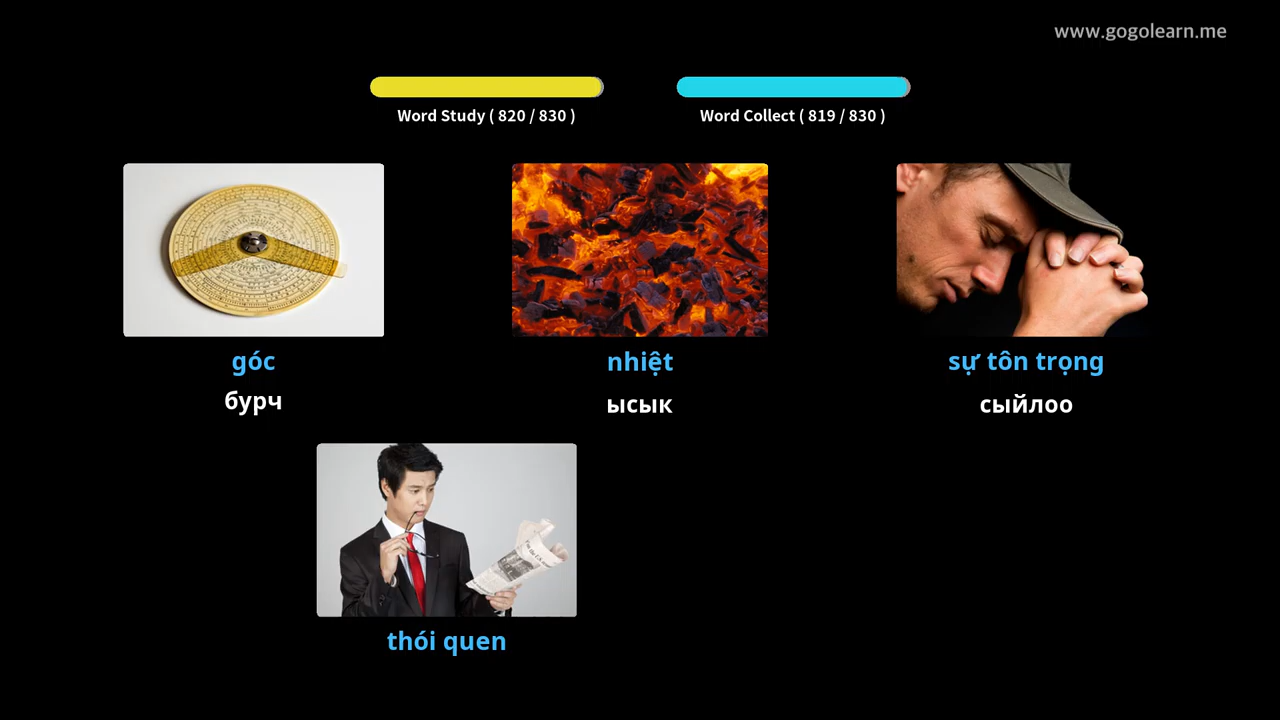 www.gogolearn.me
Word Study ( 820 / 830 )
Word Collect ( 819 / 830 )
góc
nhiệt
sự tôn trọng
бурч
ысык
сыйлоо
thói quen